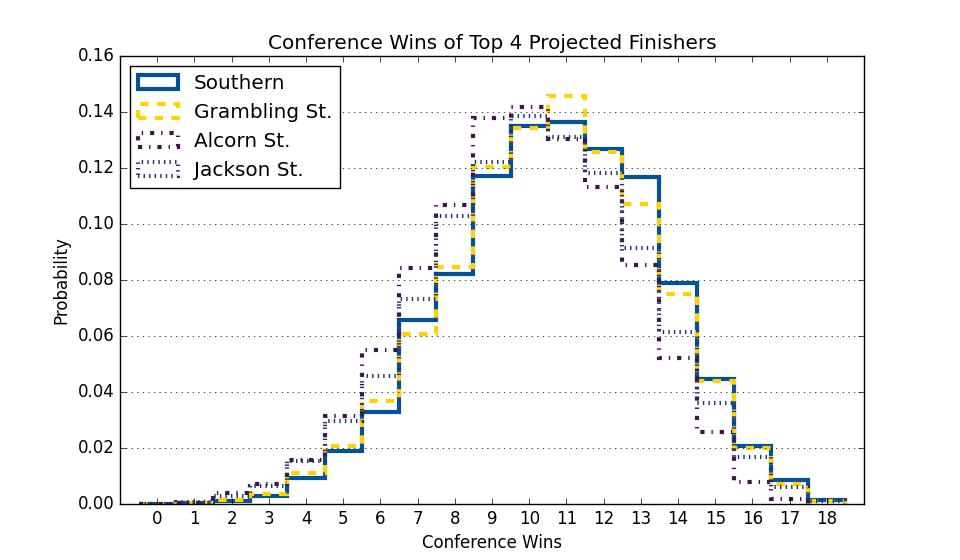 Conference Wins of Top 4 Projected Finishers
0.16
0.14
0.12
0.10
0.08
0.06
0.04
0.02
0.00
Probability
Southern
Grambling St.
Alcorn St.
Jackson St.
0 1 2 3 4 5 6 7 8 9 10 11 12 13 14 15 16 17 18
Conference Wins